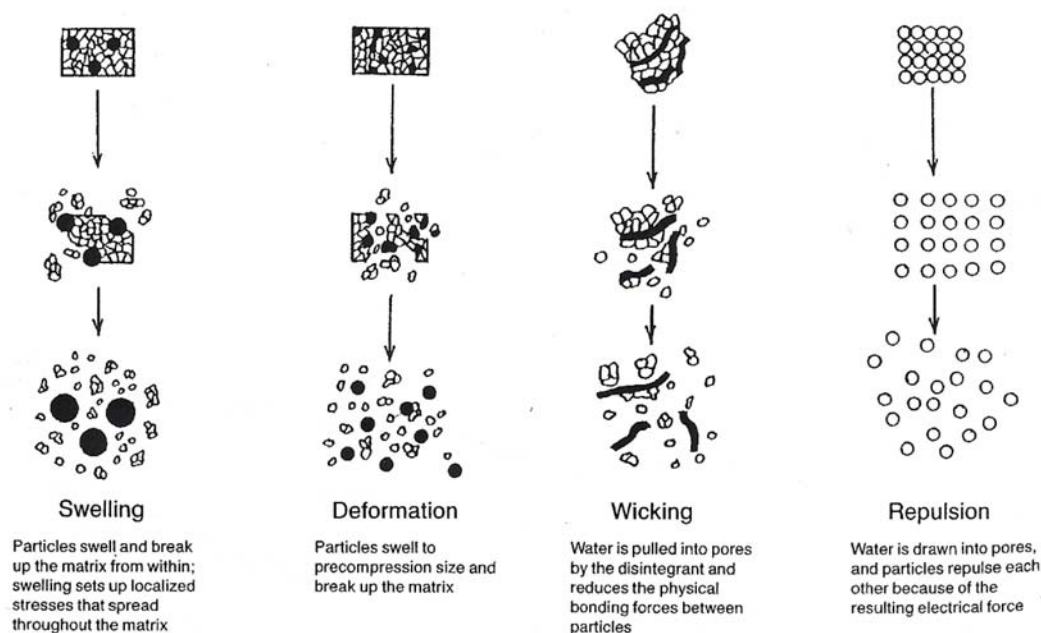 Swelling
Particles swell and break
up the matrix from within;
swelling sets up localized
stresses that spread
throughout the matrix
Deformation
Particles swell to
precompression size and
break up the matrix
Wicking
Water is pulled into pores
by the disintegrant and
reduces the physical
bonding forces between
particles
Repulsion
Water is drawn into pores,
and particles repulse each
other because of the
resulting electrical force